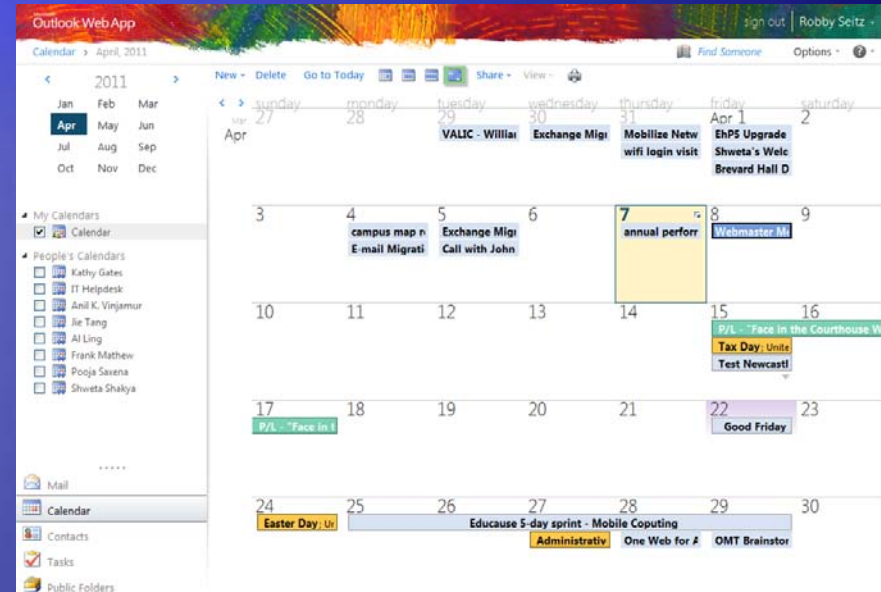 Outlook Web App
sign out | Robby Seitz
Calendar › April, 2011
Find Someone
Options
2011
Jan Feb Mar
Apr May Jun
Jul Aug Sep
Oct Nov Dec
My Calendars
Calendar
People's Calendars
Kathy Gates
IT Helpdesk
Anil K. Vinjamur
Jie Tang
Al Ling
Frank Mathew
Pooja Saxena
Shweta Shakya
Mail
Calendar
Contacts
Tasks
Public Folders
New Delete Go to Today Share View
sunday monday tuesday wednesday thursday friday saturday
Mar 27 28 29 30 31 Apr 1 2
Apr
VALIC - Willia Exchange Migr Mobilize Netw EhP5 Upgrade
wifi login visit Shweta's Welc
Brevard Hall D
3 4 5 6 7 8 9
campus map r Exchange Migr annual perforr Webmaster M
E-mail Migrati Call with John
10 11 12 13 14 15 16
P/L - "Face in the Courthouse W
Tax Day; Unite
Test Newcastl
17 18 19 20 21 22 23
P/L - "Face in t Good Friday
24 25 26 27 28 29 30
Easter Day; Ur Educause 5-day sprint - Mobile Coputing
Administrativ One Web for A OMT Brainstor